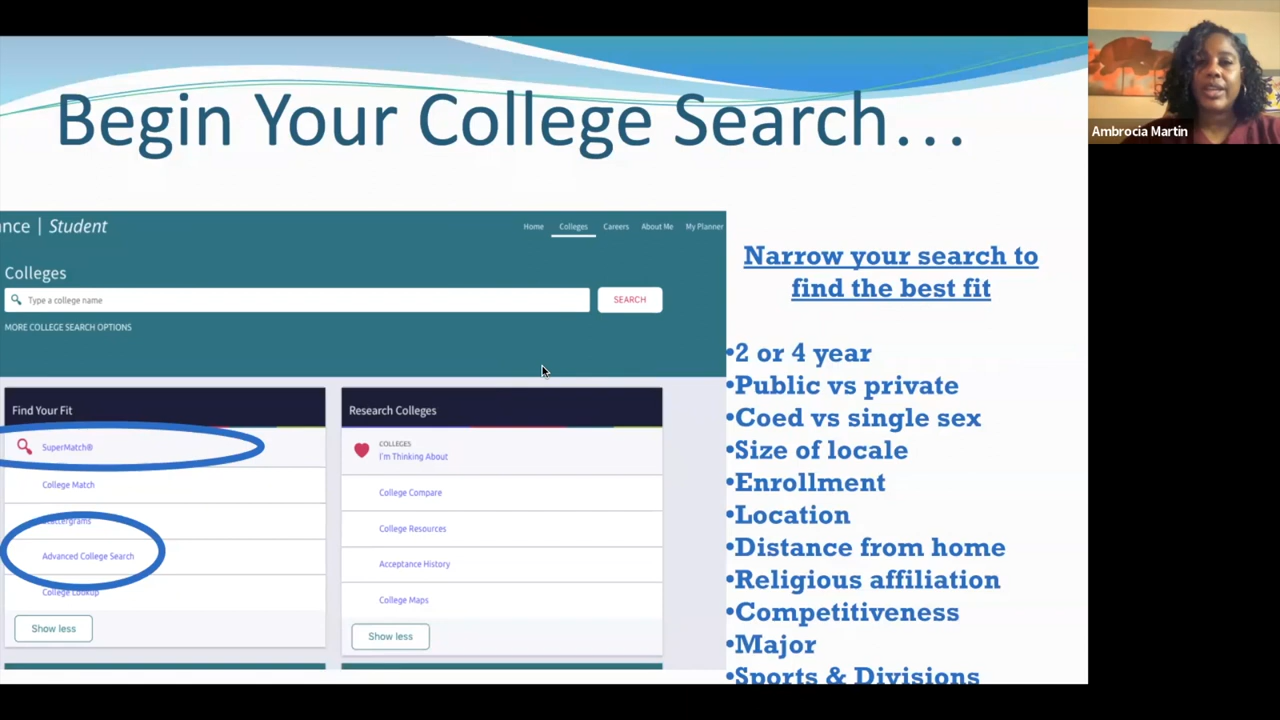 Begin Your College Search...
Ambrocia Martin
nce | Student
Home Colleges Careers About Me My Planner
Colleges
Type a college name
SEARCH
MORE COLLEGE SEARCH OPTIONS
Find Your Fit
SuperMatch®
College Match
Scattergrams
Advanced College Search
College Lookup
Show less
Research Colleges
COLLEGES
I'm Thinking About
College Compare
College Resources
Acceptance History
College Maps
Show less
Narrow your search to
find the best fit
•2 or 4 year
•Public vs private
•Coed vs single sex
•Size of locale
•Enrollment
•Location
•Distance from home
•Religious affiliation
•Competitiveness
•Major
•Sports & Divisions